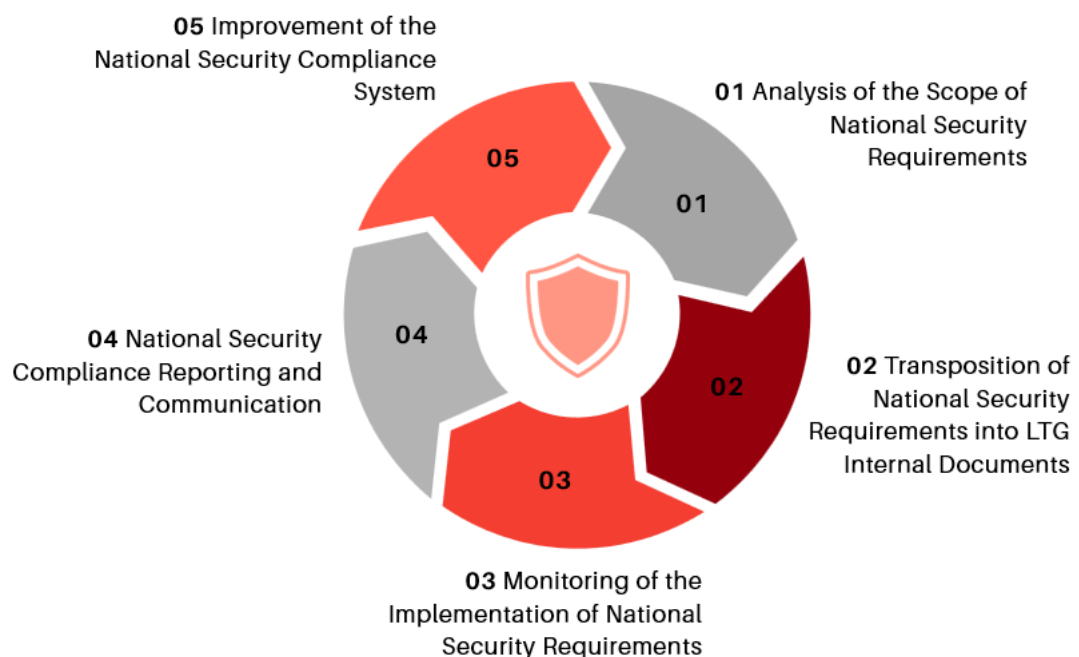 05 Improvement of the
National Security Compliance
System
01 Analysis of the Scope of
National Security
Requirements
05
01
04 National Security
Compliance Reporting and
Communication
04
02
02 Transposition of
National Security
Requirements into LTG
Internal Documents
03
03 Monitoring of the
Implementation of National
Security Requirements